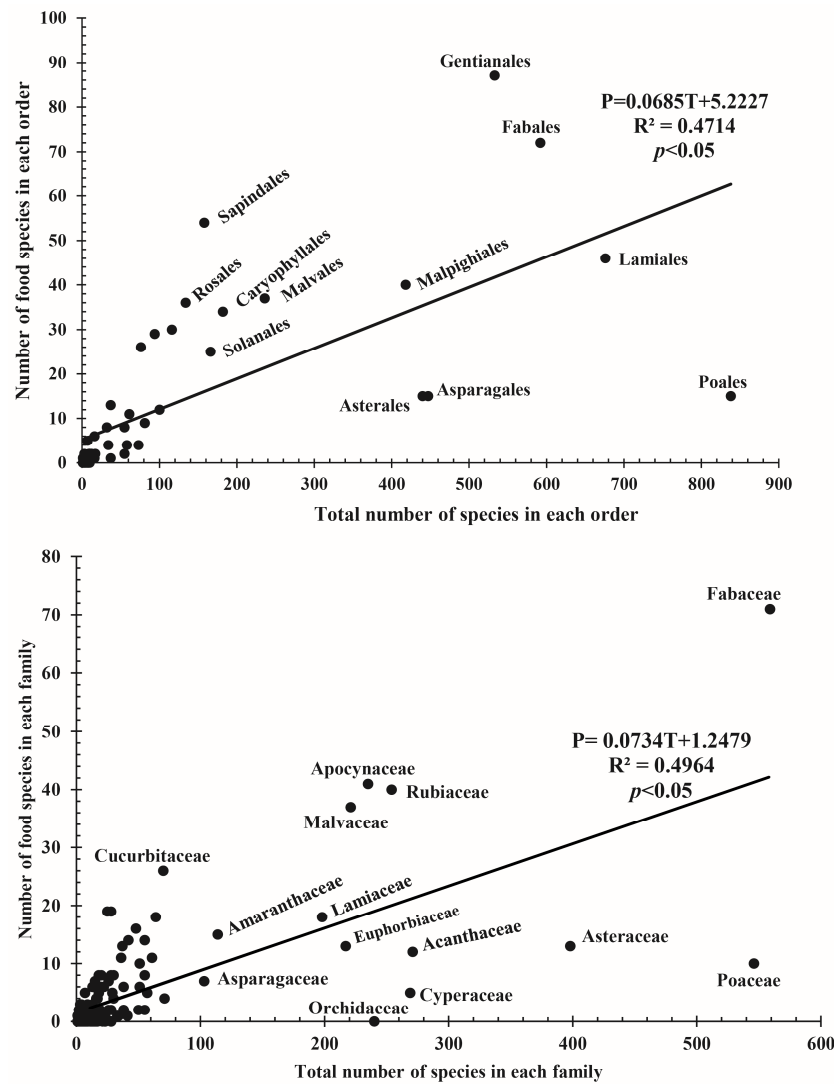 100
90
80
70
60
50
40
30
20
10
0
Number of food species in each order
Gentianales
P=0.0685T+5.2227
R² = 0.4714
p<0.05
Fabales
Sapindales
Rosales
Caryophyllales
Malvales
Solanales
Malpighiales
Lamiales
Asterales
Asparagales
Poales
0 100 200 300 400 500 600 700 800 900
Total number of species in each order
80
70
60
50
40
30
20
10
0
Number of food species in each family
Fabaceae
P= 0.0734T+1.2479
R² = 0.4964
p<0.05
Apocynaceae
Rubiaceae
Malvaceae
Cucurbitaceae
Amaranthaceae
Lamiaceae
Euphorbiaceae
Acanthaceae
Asteraceae
Asparagaceae
Poaceae
Cyperaceae
Orchidaceae
0 100 200 300 400 500 600
Total number of species in each family